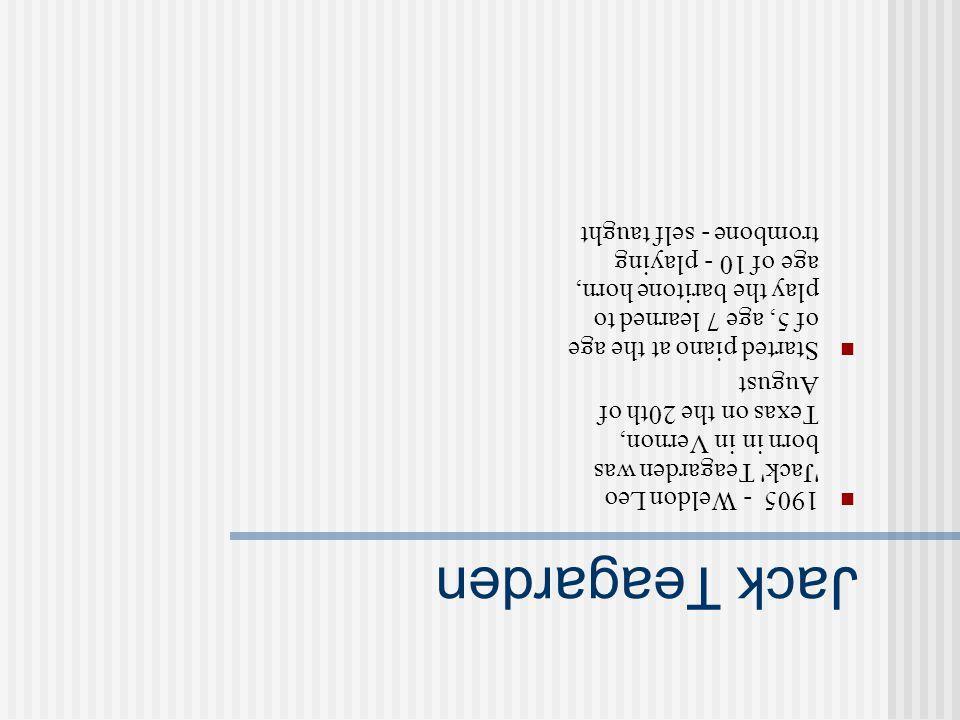 Jack Teagarden
1905 - Weldon Leo
'Jack' Teagarden was
born in in Vernon,
Texas on the 20th of
August
Started piano at the age
of 5, age 7 learned to
play the baritone horn,
age of 10 - playing
trombone - self taught